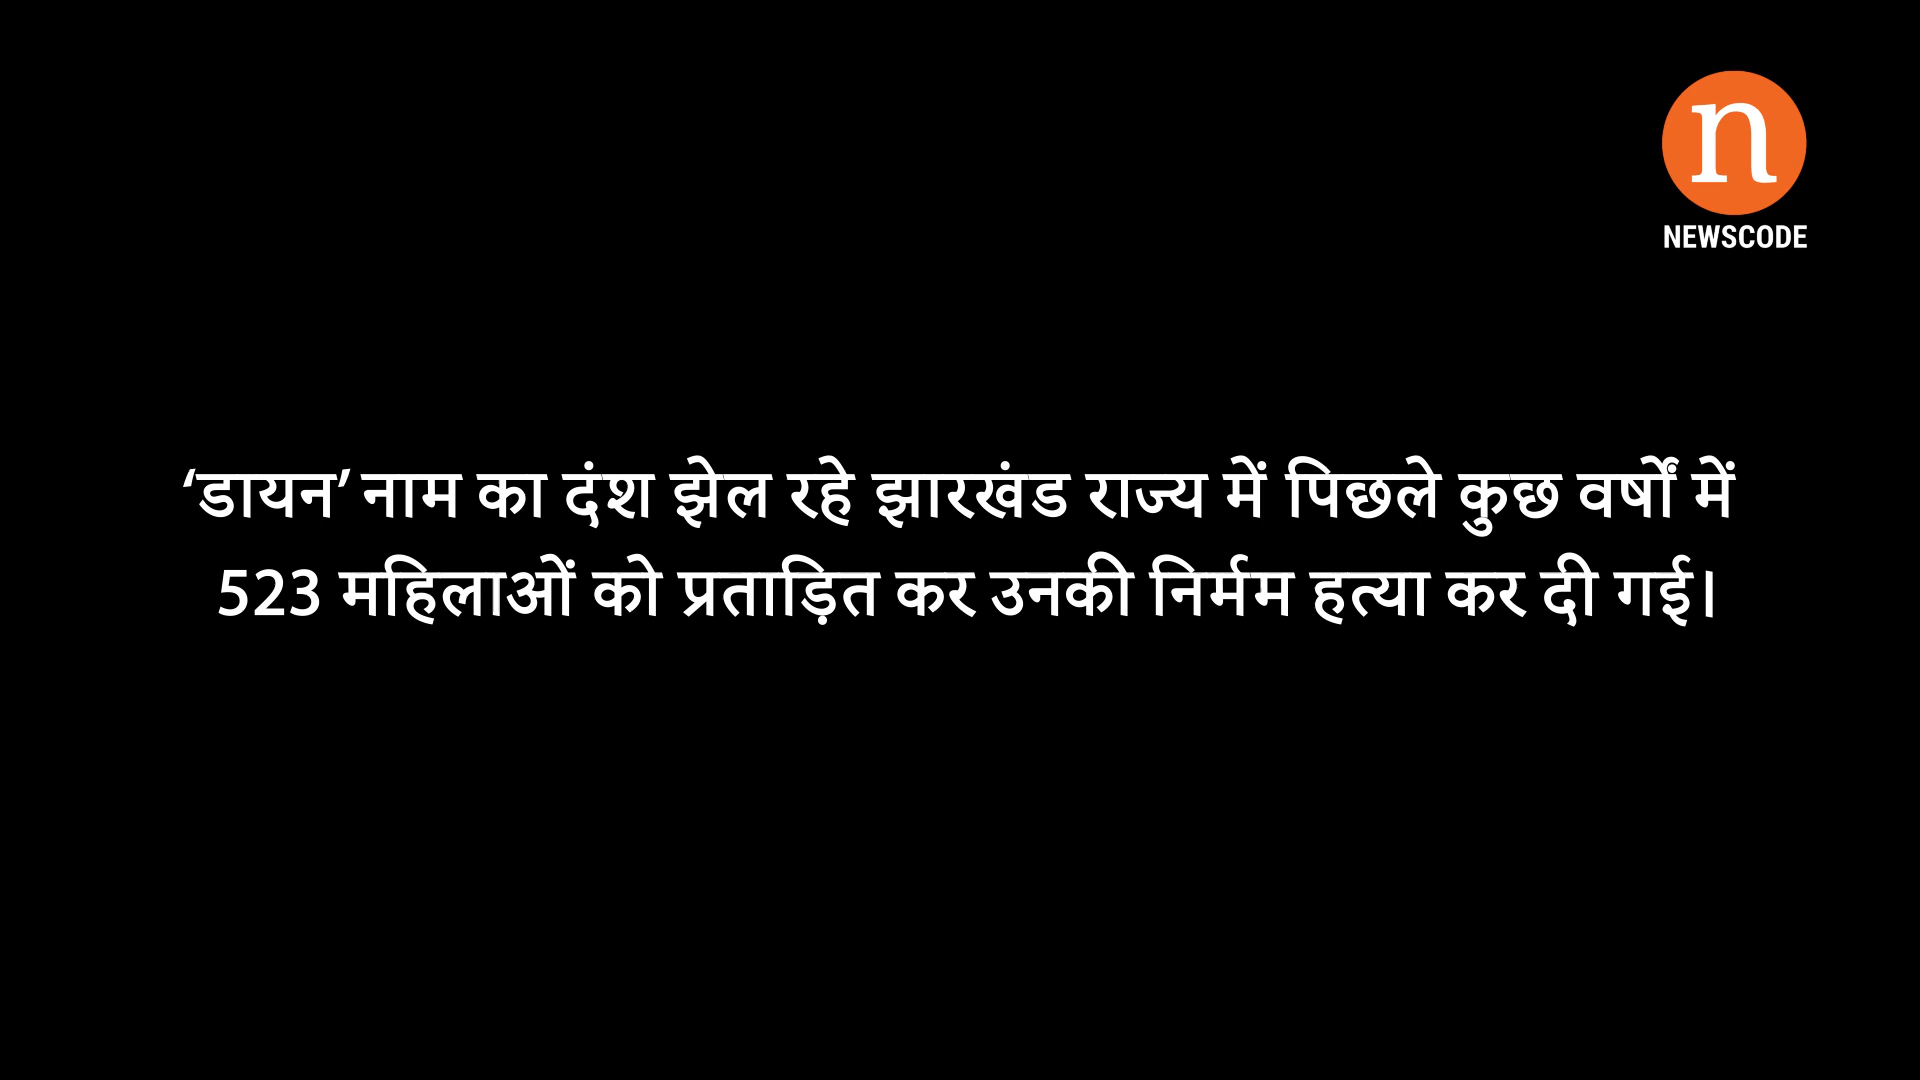 n
NEWSCODE
‘डायन’ नाम का दंश झेल रहे झारखंड राज्य में पिछले कुछ वर्षों में
523 महिलाओं को प्रताड़ित कर उनकी निर्मम हत्या कर दी गई।